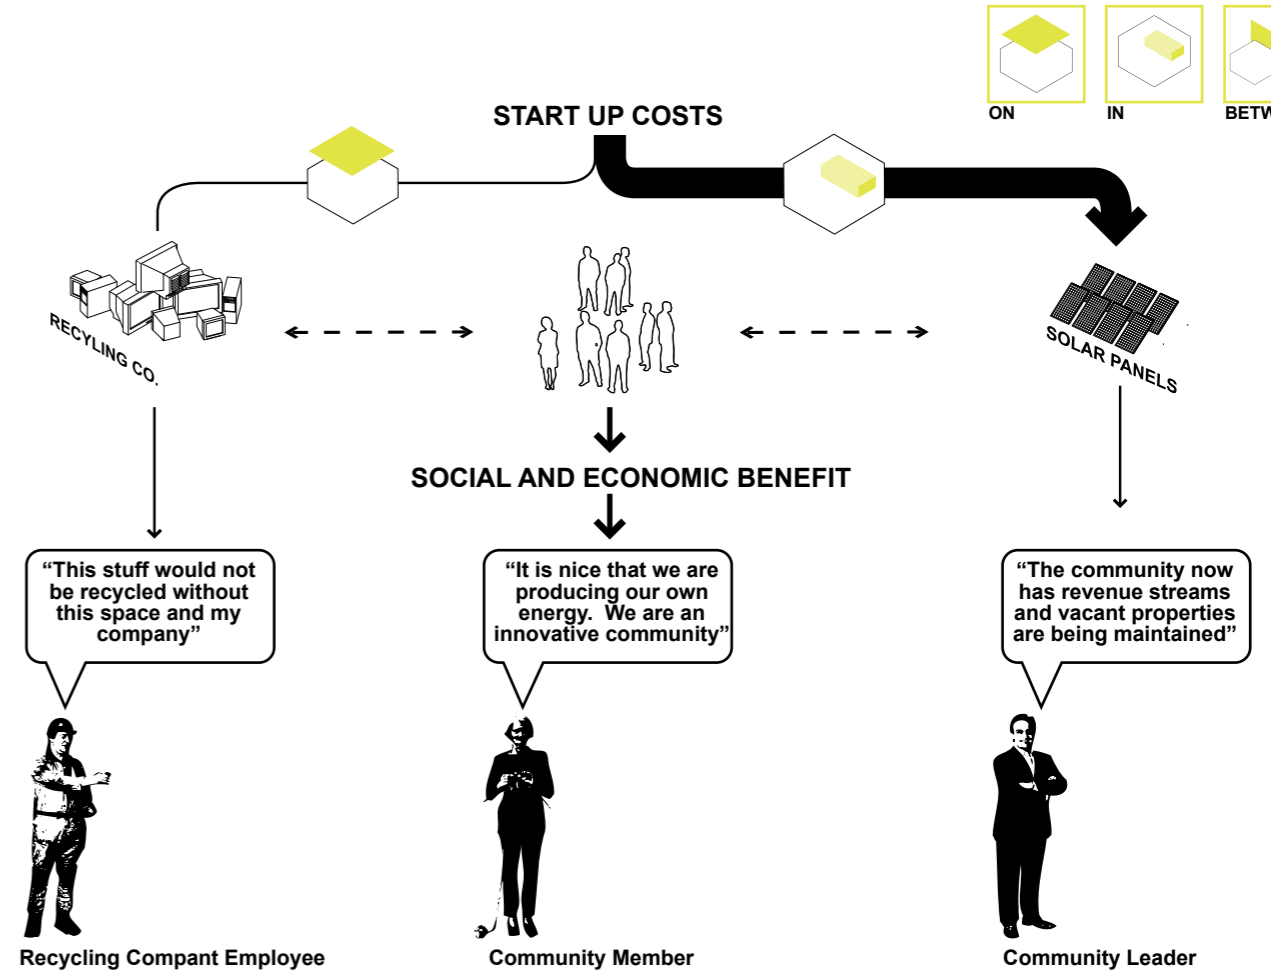 ON
IN
BETW
START UP COSTS
RECYLING CO.
SOLAR PANELS
SOCIAL AND ECONOMIC BENEFIT
“This stuff would not
be recycled without
this space and my
company”
“It is nice that we are
producing our own
energy. We are an
innovative community”
“The community now
has revenue streams
and vacant properties
are being maintained”
Recycling Compant Employee
Community Member
Community Leader